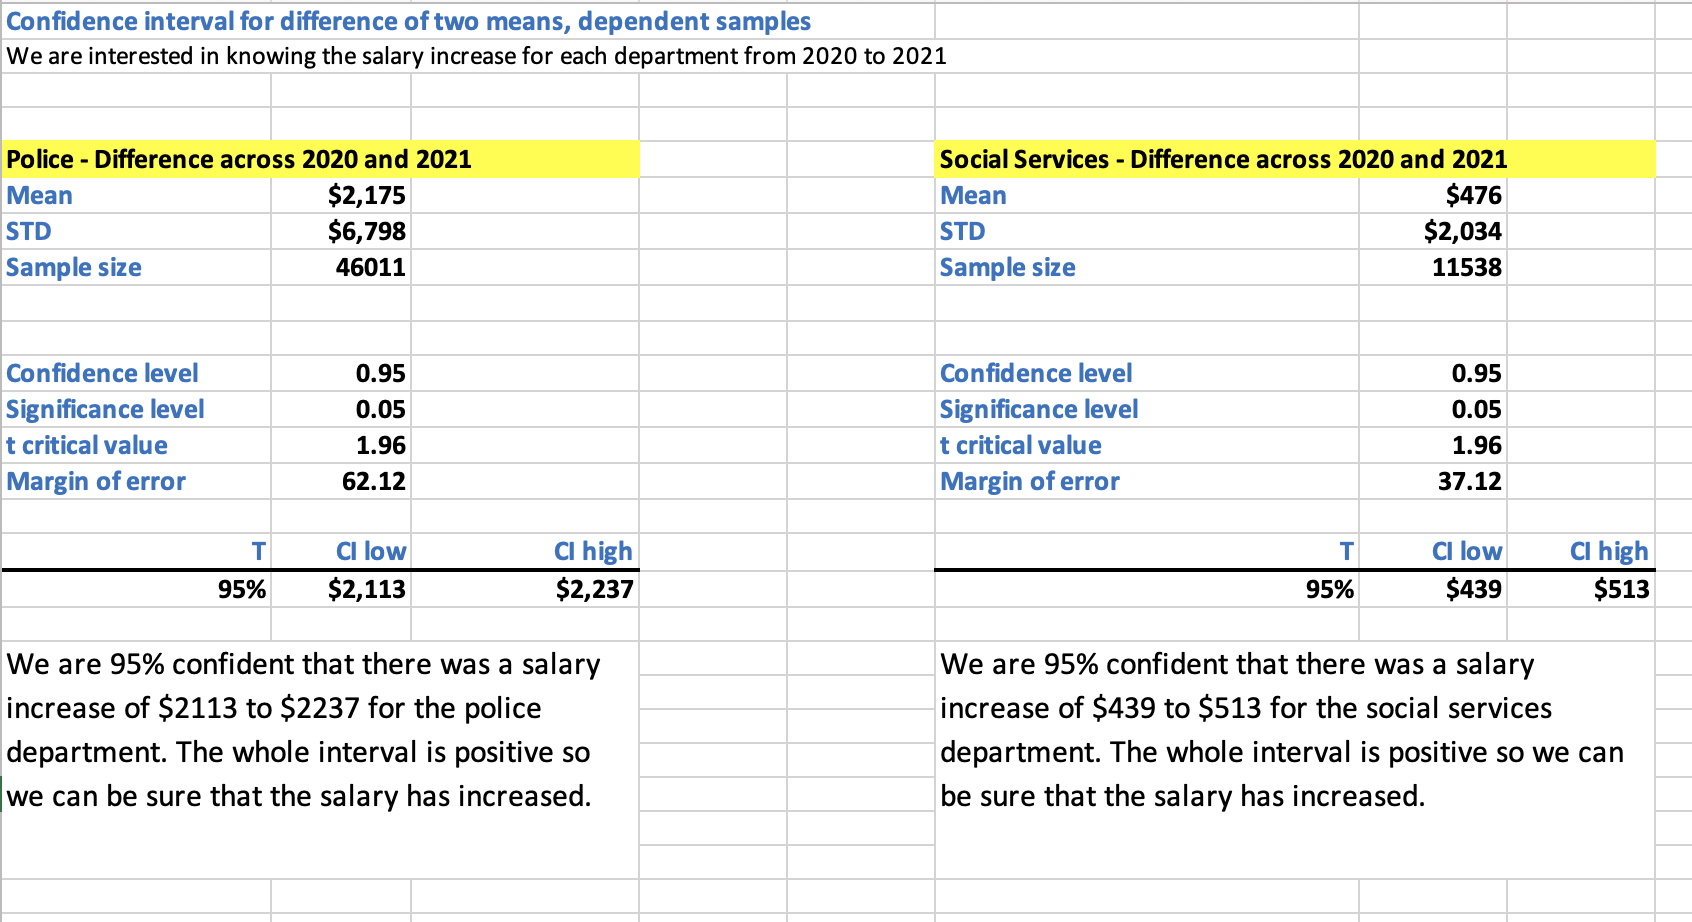 Confidence interval for difference of two means, dependent samples
We are interested in knowing the salary increase for each department from 2020 to 2021
Police - Difference across 2020 and 2021
Mean $2,175
STD $6,798
Sample size 46011
Confidence level 0.95
Significance level 0.05
t critical value 1.96
Margin of error 62.12
T CI low CI high
95% $2,113 $2,237
We are 95% confident that there was a salary
increase of $2113 to $2237 for the police
department. The whole interval is positive so
we can be sure that the salary has increased.
Social Services - Difference across 2020 and 2021
Mean $476
STD $2,034
Sample size 11538
Confidence level 0.95
Significance level 0.05
t critical value 1.96
Margin of error 37.12
T CI low CI high
95% $439 $513
We are 95% confident that there was a salary
increase of $439 to $513 for the social services
department. The whole interval is positive so we can
be sure that the salary has increased.